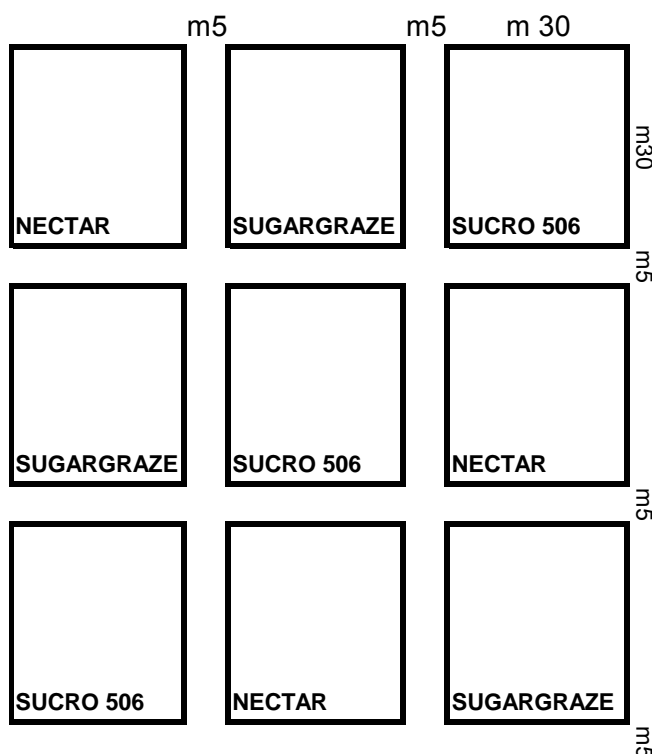 m5 m5 m 30
m30
NECTAR SUGARGRAZE SUCRO 506
m5
SUGARGRAZE SUCRO 506 NECTAR
m5
SUCRO 506 NECTAR SUGARGRAZE
m5